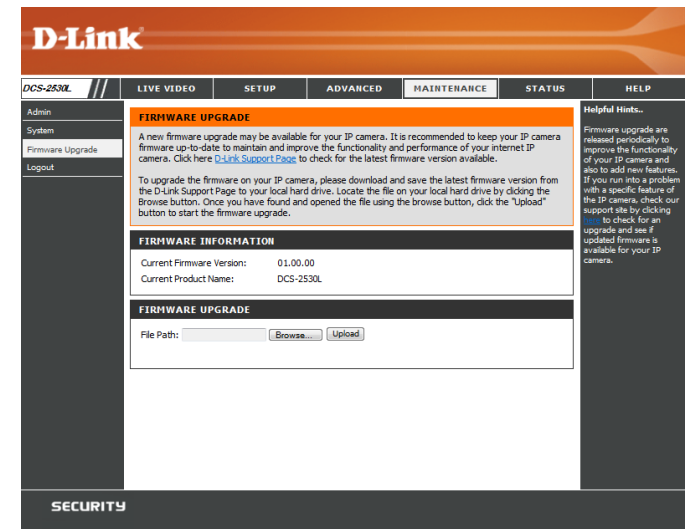 D-Link
DCS-2530L // LIVE VIDEO SETUP ADVANCED MAINTENANCE STATUS HELP
Admin
System
Firmware Upgrade
Logout
FIRMWARE UPGRADE
A new firmware upgrade may be available for your IP camera. It is recommended to keep your IP camera
firmware up-to-date to maintain and improve the functionality and performance of your internet IP
camera. Click here D-Link Support Page to check for the latest firmware version available.
To upgrade the firmware on your IP camera, please download and save the latest firmware version from
the D-Link Support Page to your local hard drive. Locate the file on your local hard drive by clicking the
Browse button. Once you have found and opened the file using the browse button, click the "Upload"
button to start the firmware upgrade.
FIRMWARE INFORMATION
Current Firmware Version: 01.00.00
Current Product Name: DCS-2530L
FIRMWARE UPGRADE
File Path: Browse... Upload
Helpful Hints..
Firmware upgrade are
released periodically to
improve the functionality
of your IP camera and
also to add new features.
If you run into a problem
with a specific feature of
the IP camera, check our
support site by clicking
to check for an
upgrade and see if
updated firmware is
available for your IP
camera.
SECURITY